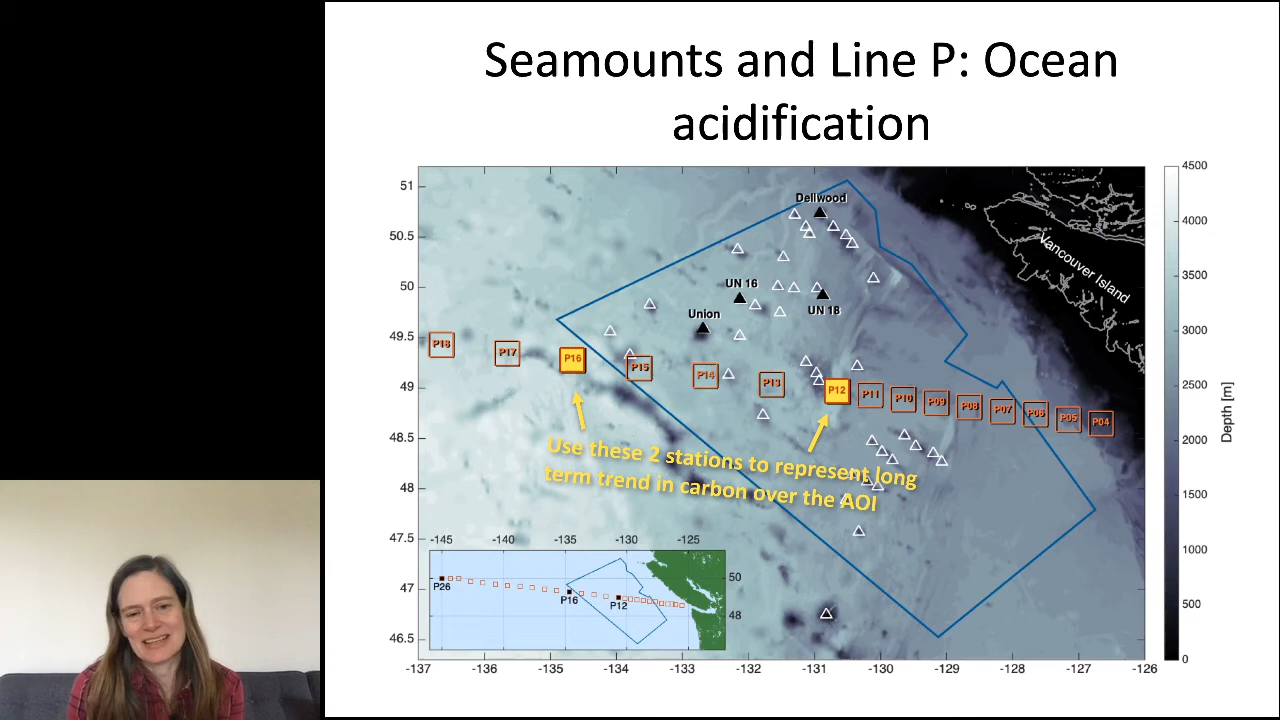 Seamounts and Line P: Ocean
acidification
51
50.5
50
49.5
49
48.5
48
47.5
47
46.5
-137
-136
-135
-134
-133
-132
-131
-130
-129
-128
-127
-126
Dellwood
UN 16
UN 18
Union
Vancouver Island
P18
P17
P16
P15
P14
P13
P12
P11
P10
P09
P08
P07
P06
P05
P04
Use these 2 stations to represent long
term trend in carbon over the AOI
-145
-140
-135
-130
-125
50
48
P26
P16
P12
4500
4000
3500
3000
2500
2000
1500
1000
500
0
Depth [m]